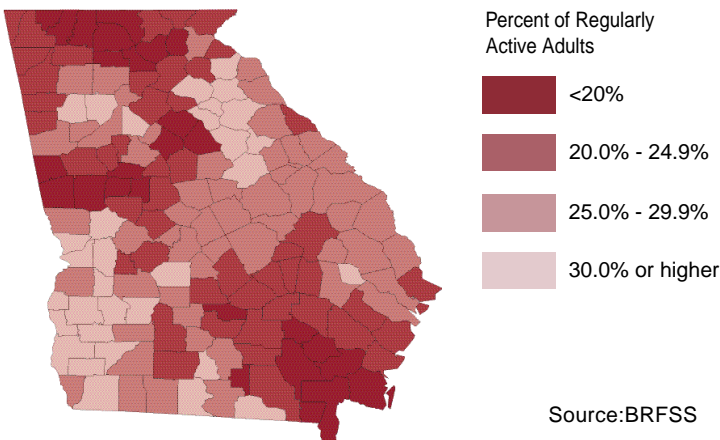 Percent of Regularly
Active Adults
<20%
20.0% - 24.9%
25.0% - 29.9%
30.0% or higher
Source:BRFSS